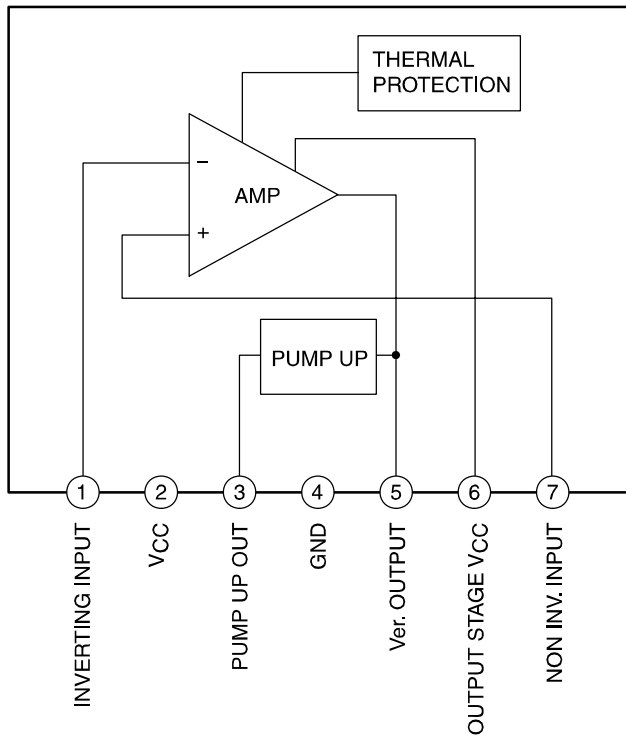 THERMAL
PROTECTION
−
AMP
+
PUMP UP
1
2
3
4
5
6
7
INVERTING INPUT
VCC
PUMP UP OUT
GND
Ver. OUTPUT
OUTPUT STAGE VCC
NON INV. INPUT